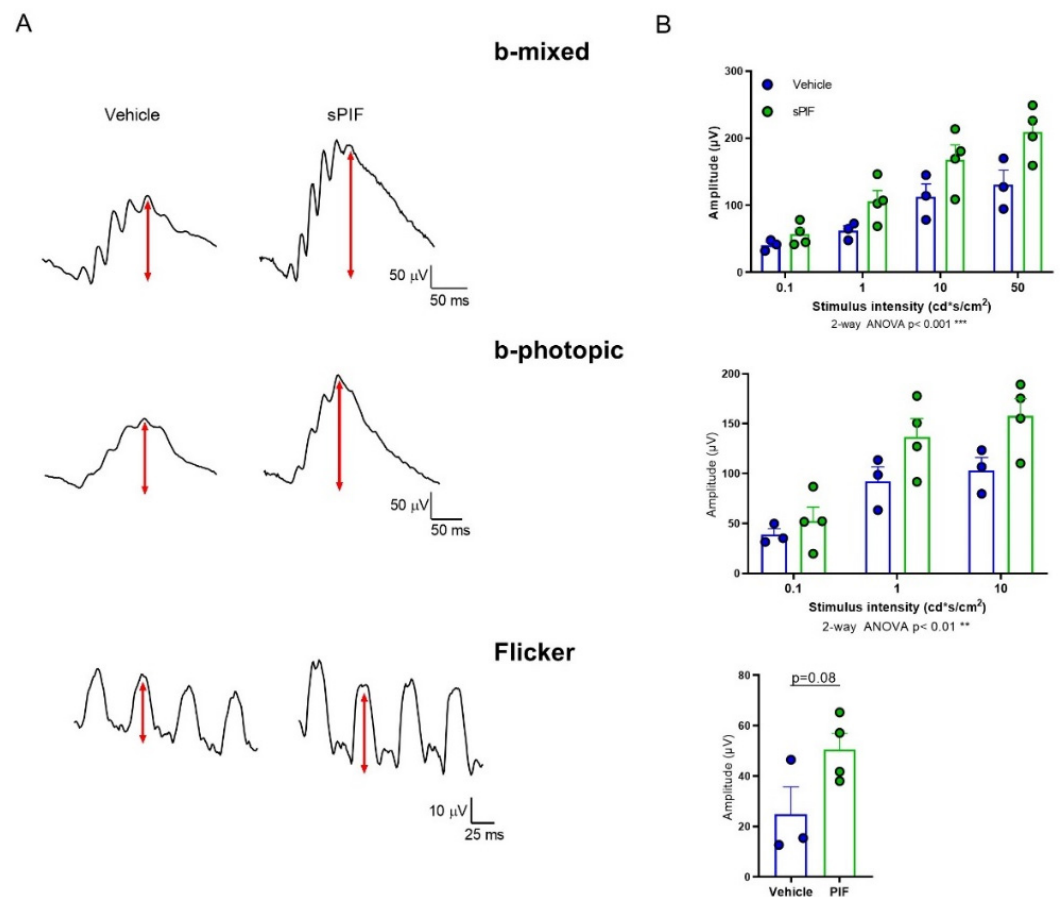 A
b-mixed
Vehicle
sPIF
50 µV
50 ms
b-photopic
50 µV
50 ms
Flicker
10 µV
25 ms
B
300
200
100
0
Amplitude (µV)
Vehicle
sPIF
0.1 1 10 50
Stimulus intensity (cd*s/cm²)
2-way ANOVA p< 0.001 ***
200
150
100
50
0
Amplitude (µV)
0.1 1 10
Stimulus intensity (cd*s/cm²)
2-way ANOVA p< 0.01 **
80
60
40
20
0
Amplitude (µV)
p=0.08
Vehicle PIF